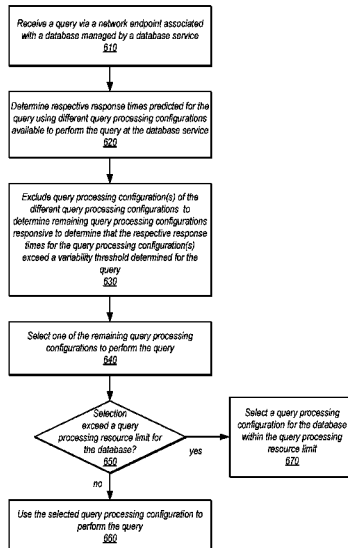 Receive a query via a network endpoint associated
with a database managed by a database service
610
Determine respective response times predicted for the
query using different query processing configurations
available to perform the query at the database service
620
Exclude query processing configuration(s) of the
different query processing configurations to
determine remaining query processing configurations
responsive to determine that the respective response
times for the query processing configuration(s)
exceed a variability threshold determined for the
query
630
Select one of the remaining query processing
configurations to perform the query
640
Selection
exceed a query
processing resource limit for
the database?
650
yes
Select a query processing
configuration for the database
within the query processing
resource limit
670
no
Use the selected query processing configuration to
perform the query
660